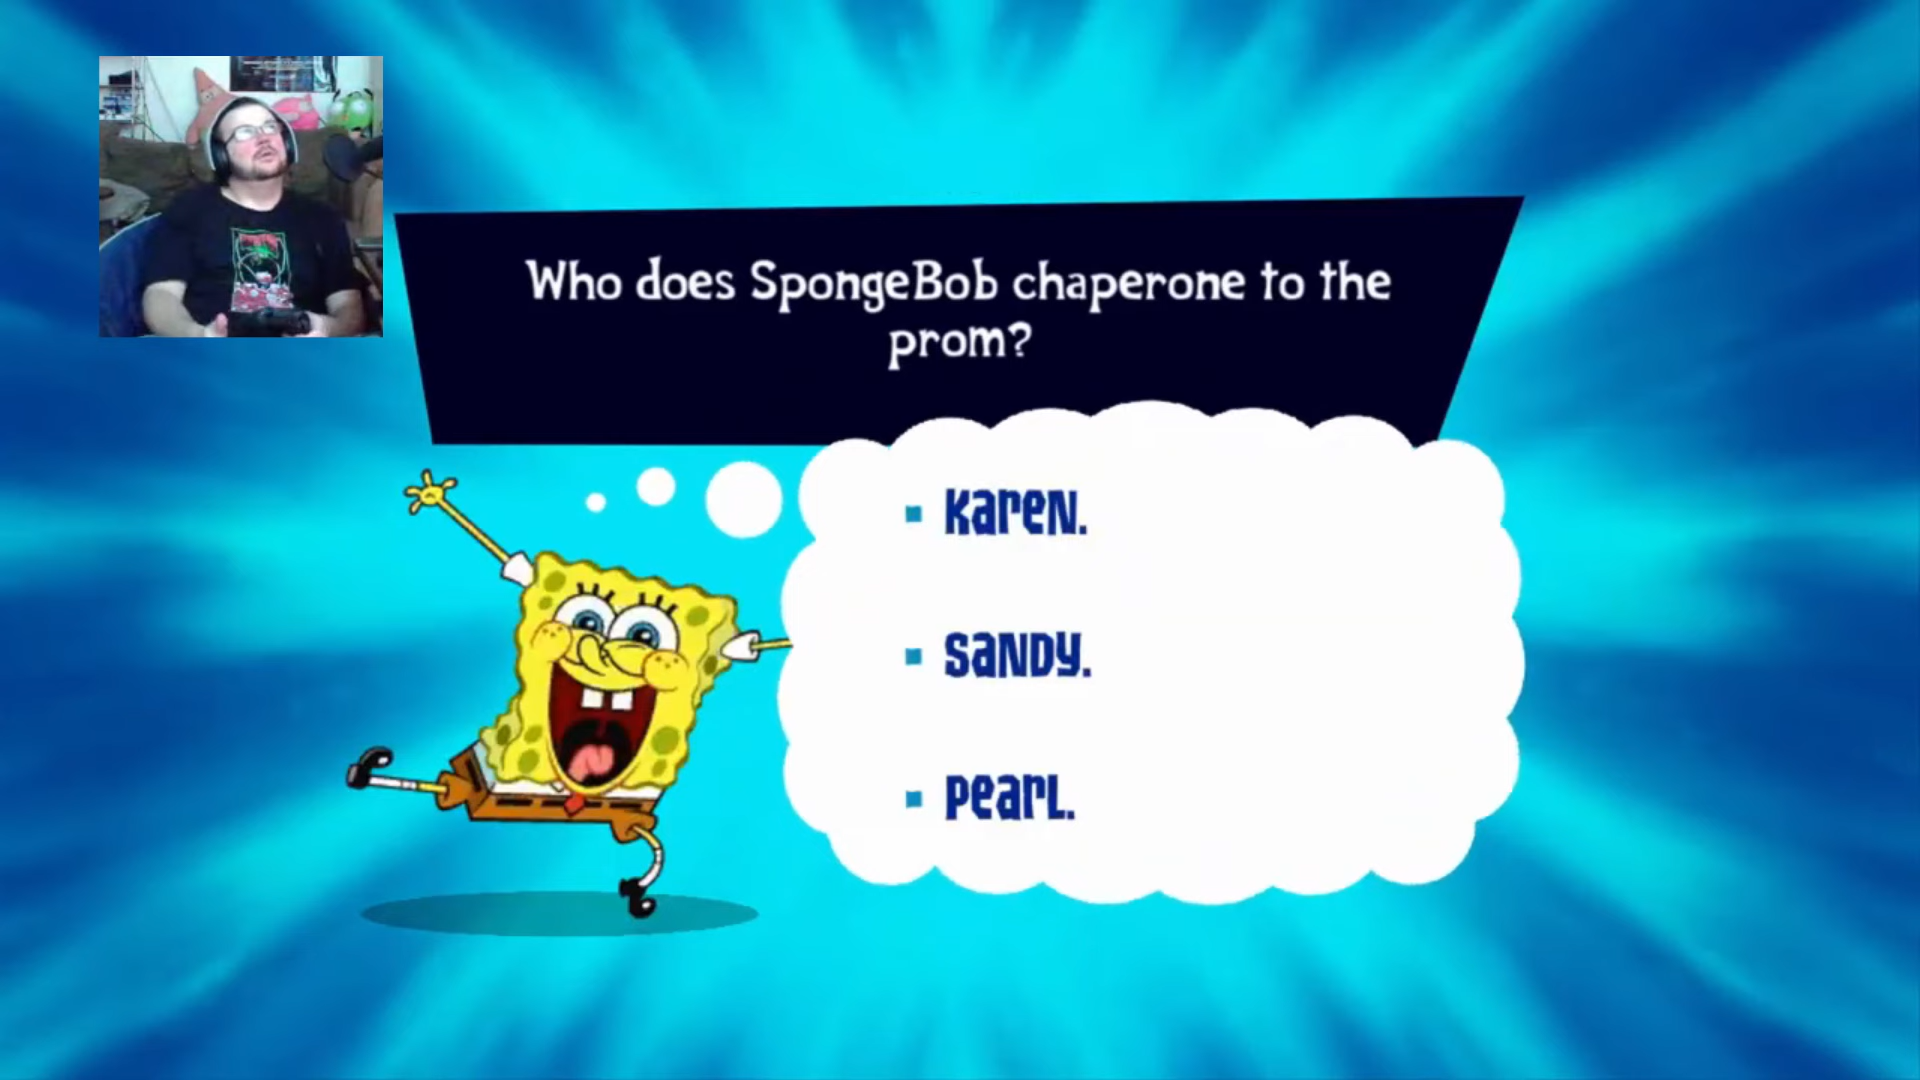 Who does SpongeBob chaperone to the
prom?
Karen.
Sandy.
Pearl.